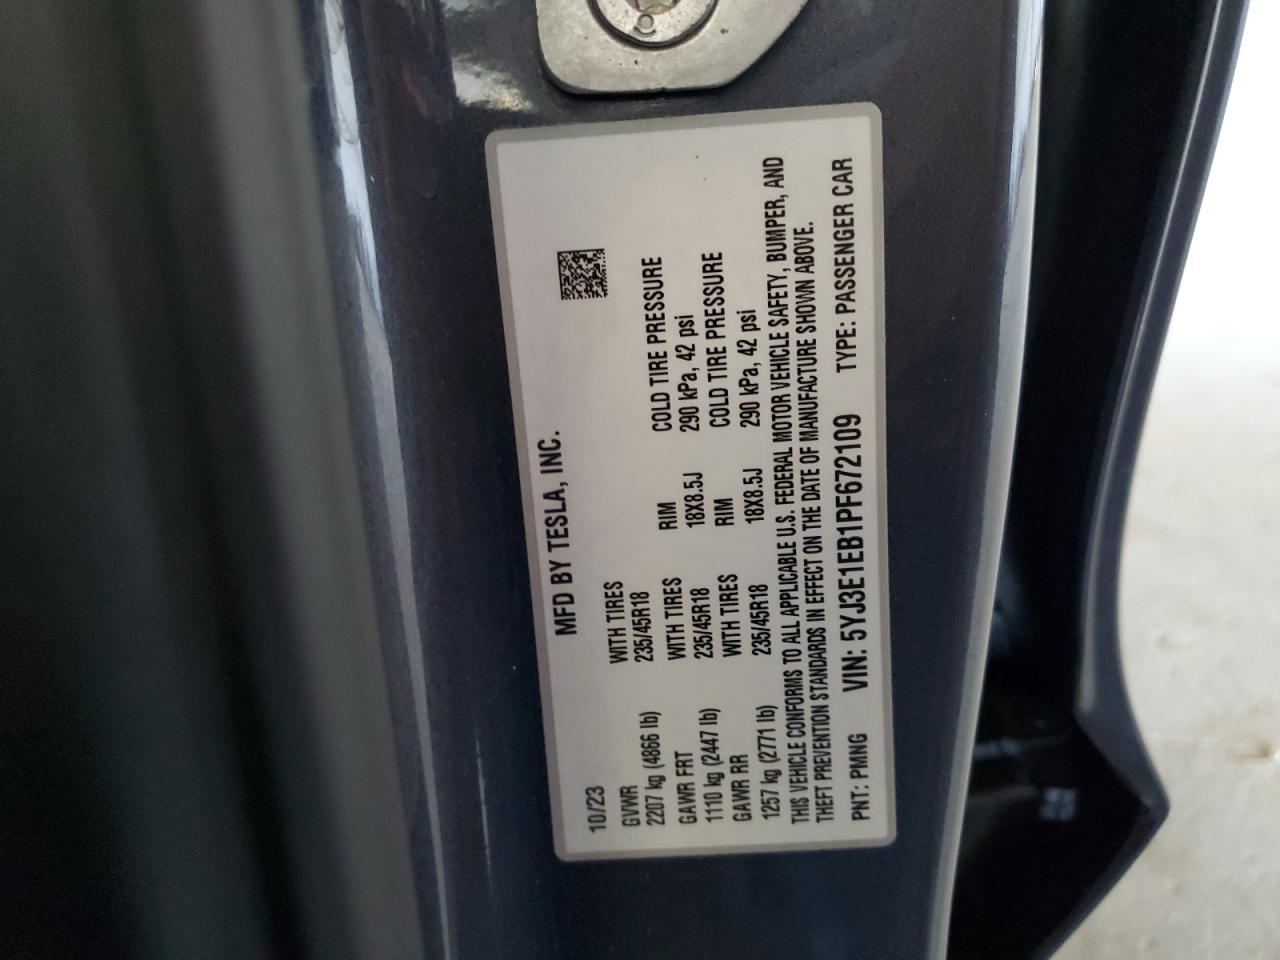 MFD BY TESLA, INC.
10/23
GVWR WITH TIRES
2207 kg (4866 lb) 235/45R18 COLD TIRE PRESSURE
GAWR FRT WITH TIRES RIM 290 kPa, 42 psi
1110 kg (2447 lb) 235/45R18 18X8.5J COLD TIRE PRESSURE
GAWR RR WITH TIRES RIM 290 kPa, 42 psi
1257 kg (2771 lb) 235/45R18 18X8.5J
THIS VEHICLE CONFORMS TO ALL APPLICABLE U.S. FEDERAL MOTOR VEHICLE SAFETY, BUMPER, AND
THEFT PREVENTION STANDARDS IN EFFECT ON THE DATE OF MANUFACTURE SHOWN ABOVE.
PNT: PMNG VIN: 5YJ3E1EB1PF672109 TYPE: PASSENGER CAR